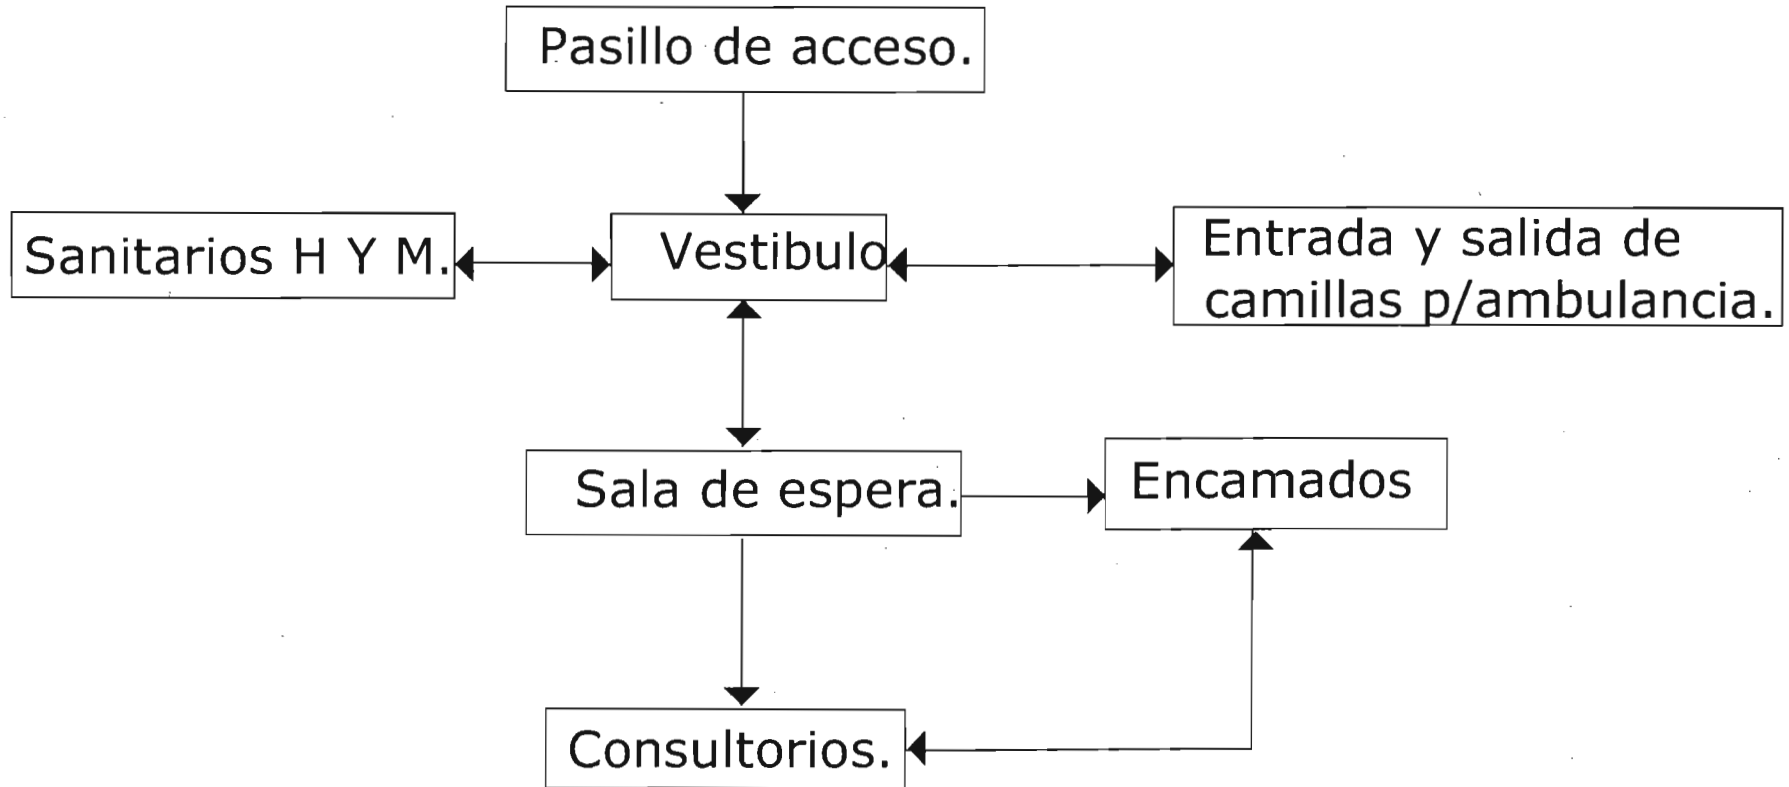 Pasillo de acceso.
Sanitarios H Y M.
Vestibulo
Entrada y salida de
camillas p/ambulancia.
Sala de espera.
Encamados
Consultorios.